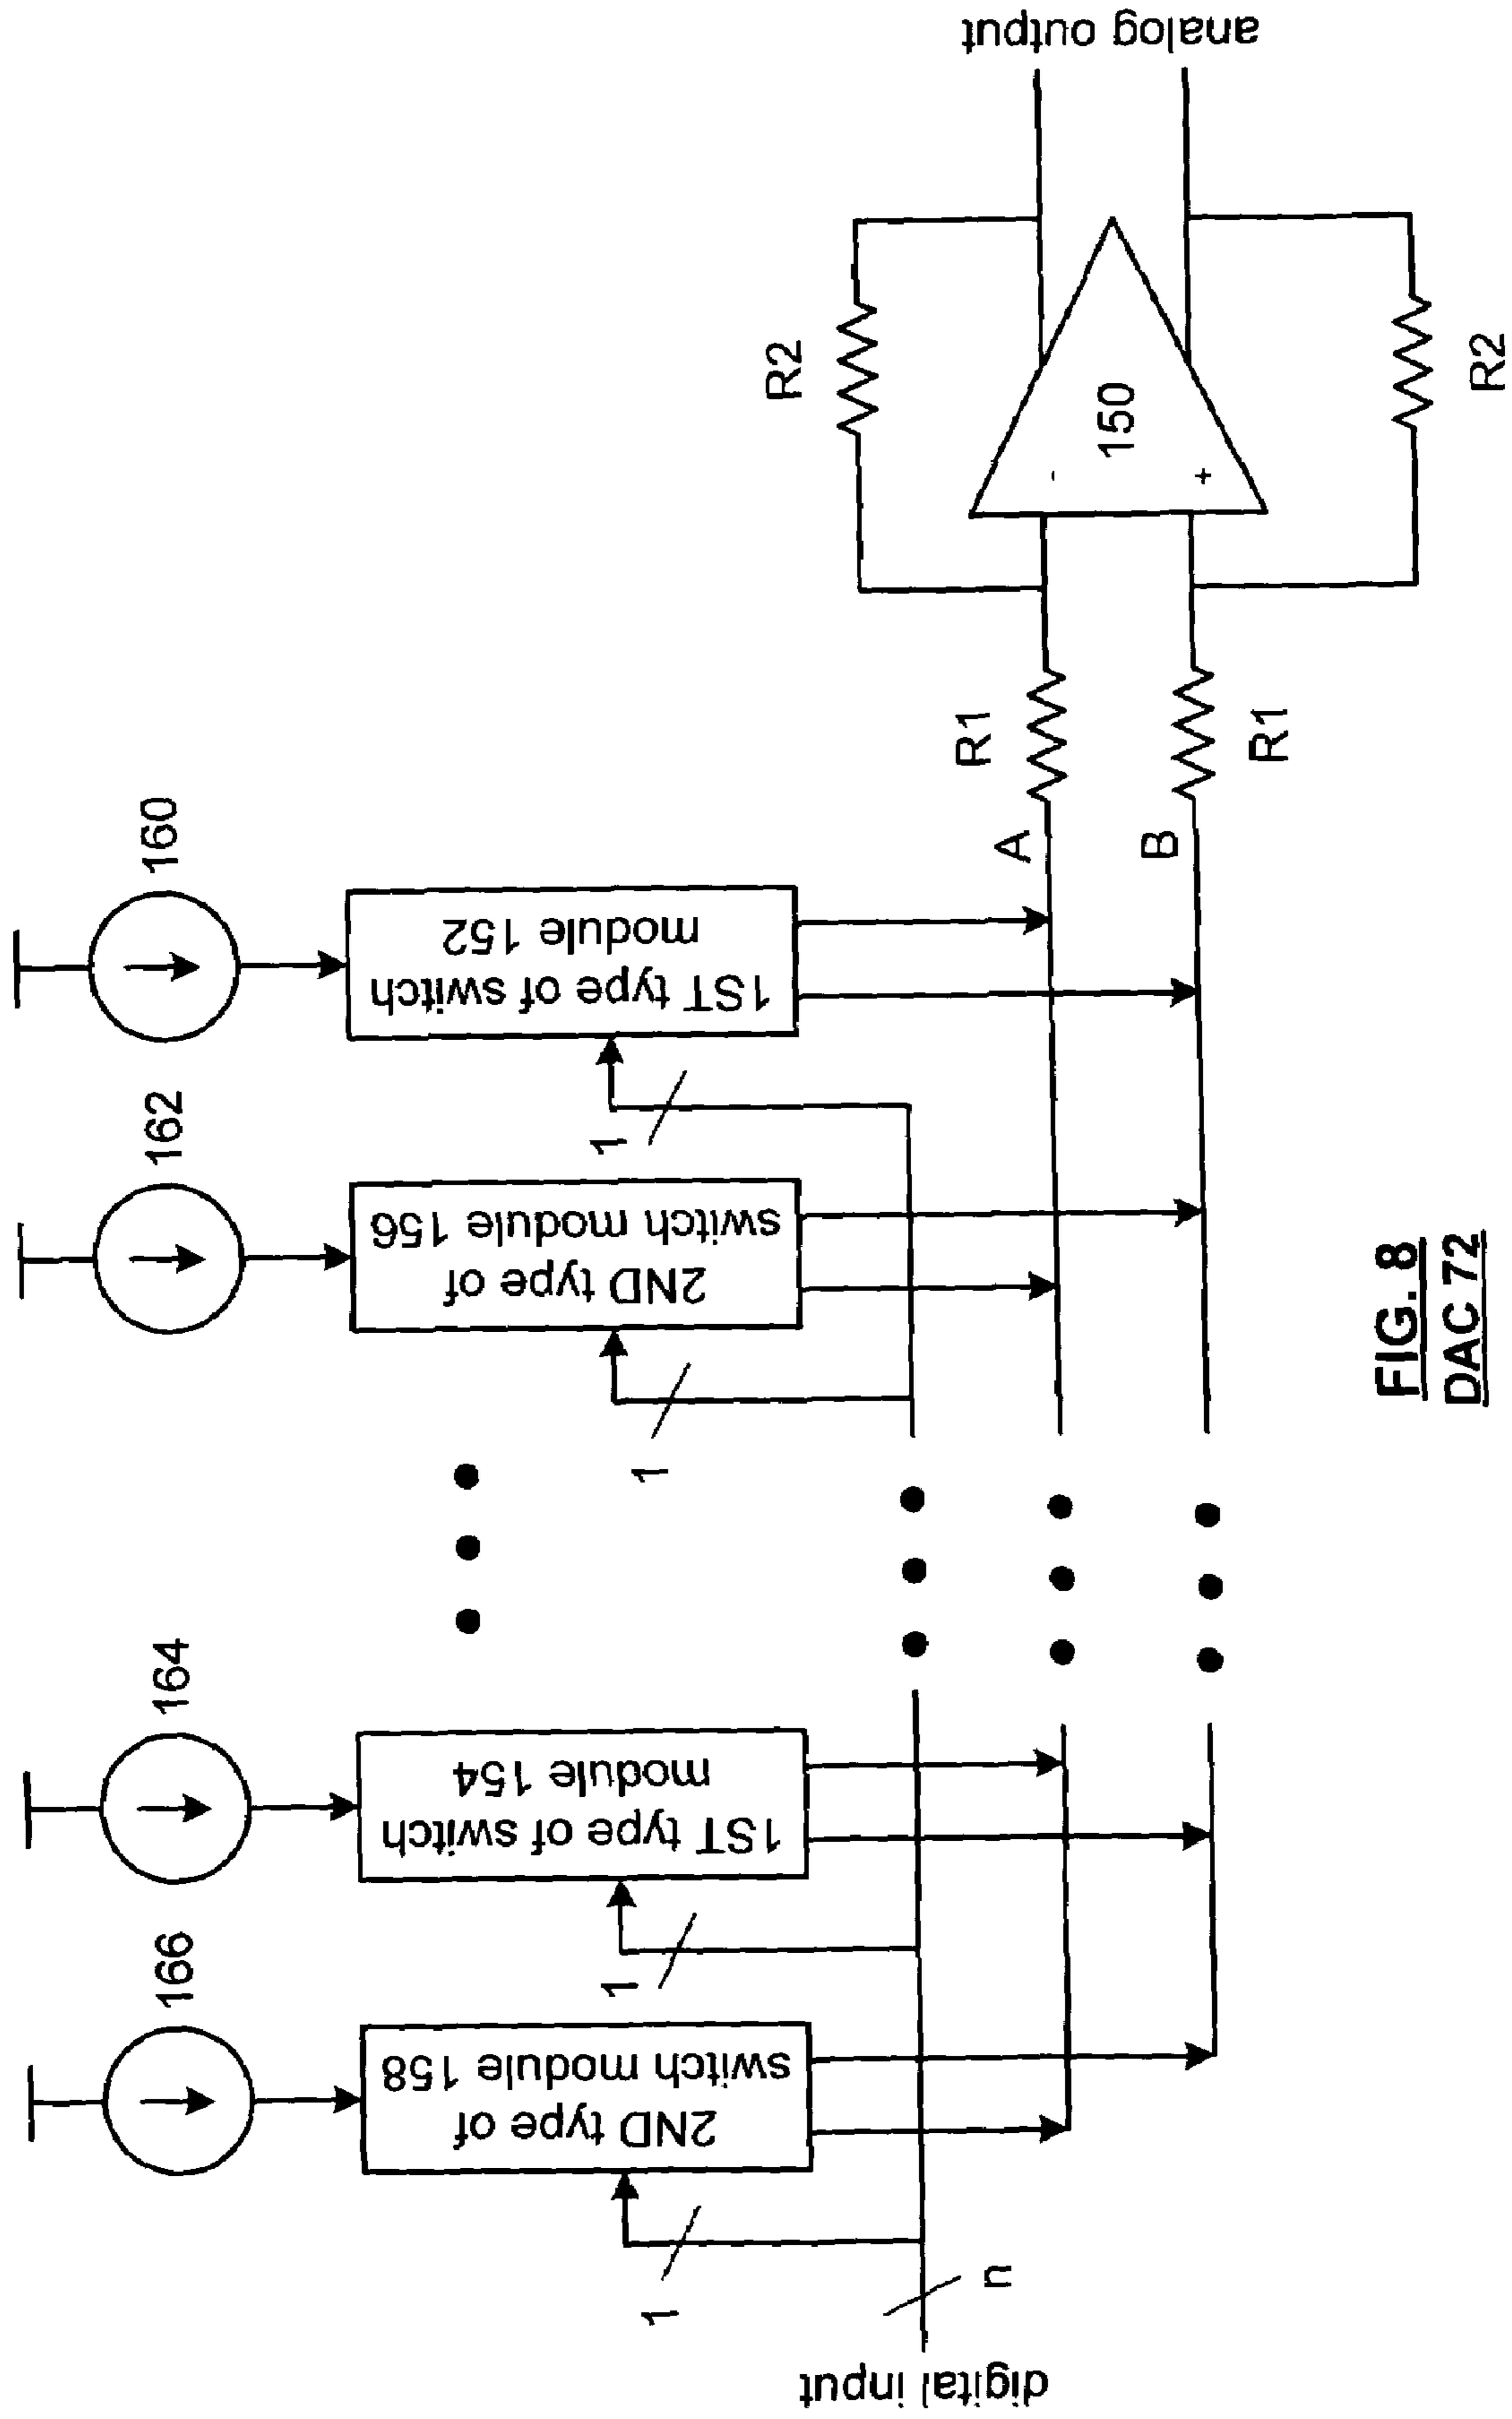 166
164
162
160
2ND type of
switch module 158
1ST type of switch
module 154
2ND type of
switch module 156
1ST type of switch
module 152
1
1
1
1
digital input
n
A
B
R1
R1
R2
R2
-
+
150
analog output
FIG. 8
DAC 72